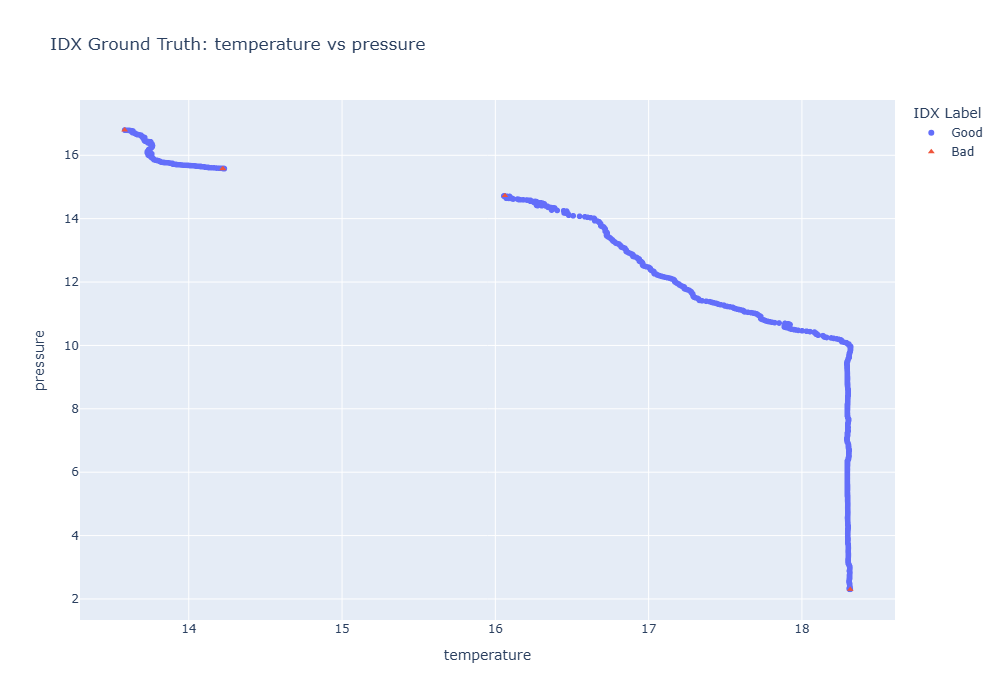 IDX Ground Truth: temperature vs pressure
IDX Label
Good
Bad
16
14
12
10
8
6
4
2
pressure
14
15
16
17
18
temperature